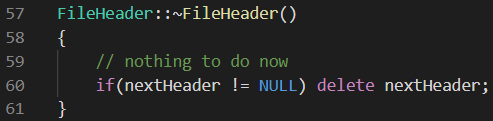 57 FileHeader::~FileHeader()
58 {
59 // nothing to do now
60 if(nextHeader != NULL) delete nextHeader;
61 }